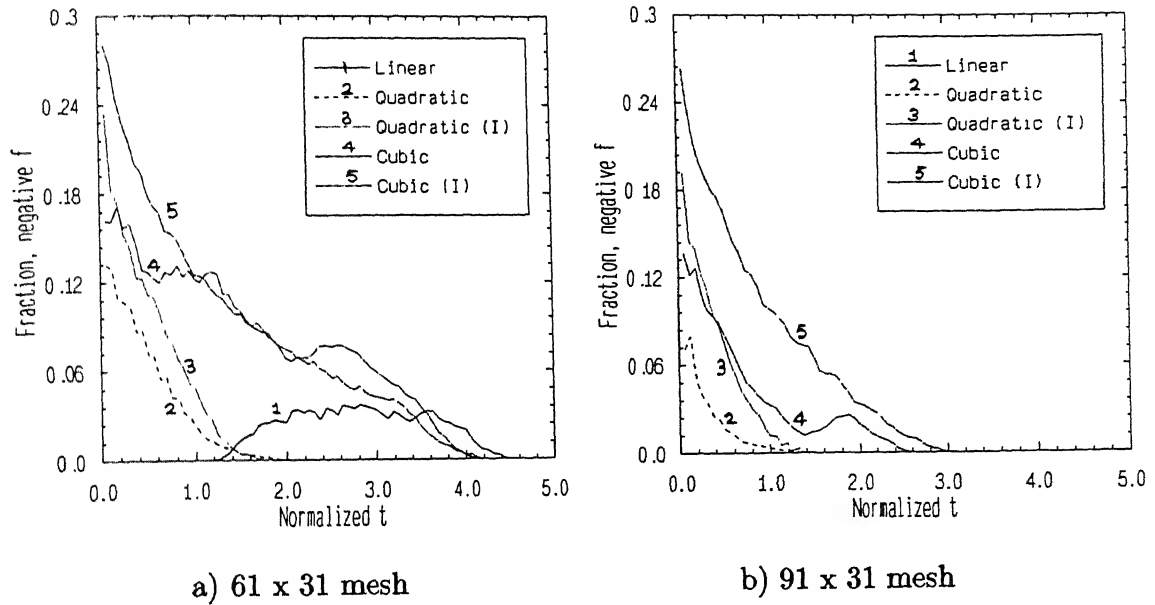 0.3
0.24
0.18
0.12
0.06
0.0
Fraction, negative f
1 Linear
2 Quadratic
3 Quadratic (I)
4 Cubic
5 Cubic (I)
5
4
3
2
1
0.0 1.0 2.0 3.0 4.0 5.0
Normalized t
a) 61 x 31 mesh
0.3
0.24
0.18
0.12
0.06
0.0
Fraction, negative f
1 Linear
2 Quadratic
3 Quadratic (I)
4 Cubic
5 Cubic (I)
5
3
2
4
0.0 1.0 2.0 3.0 4.0 5.0
Normalized t
b) 91 x 31 mesh